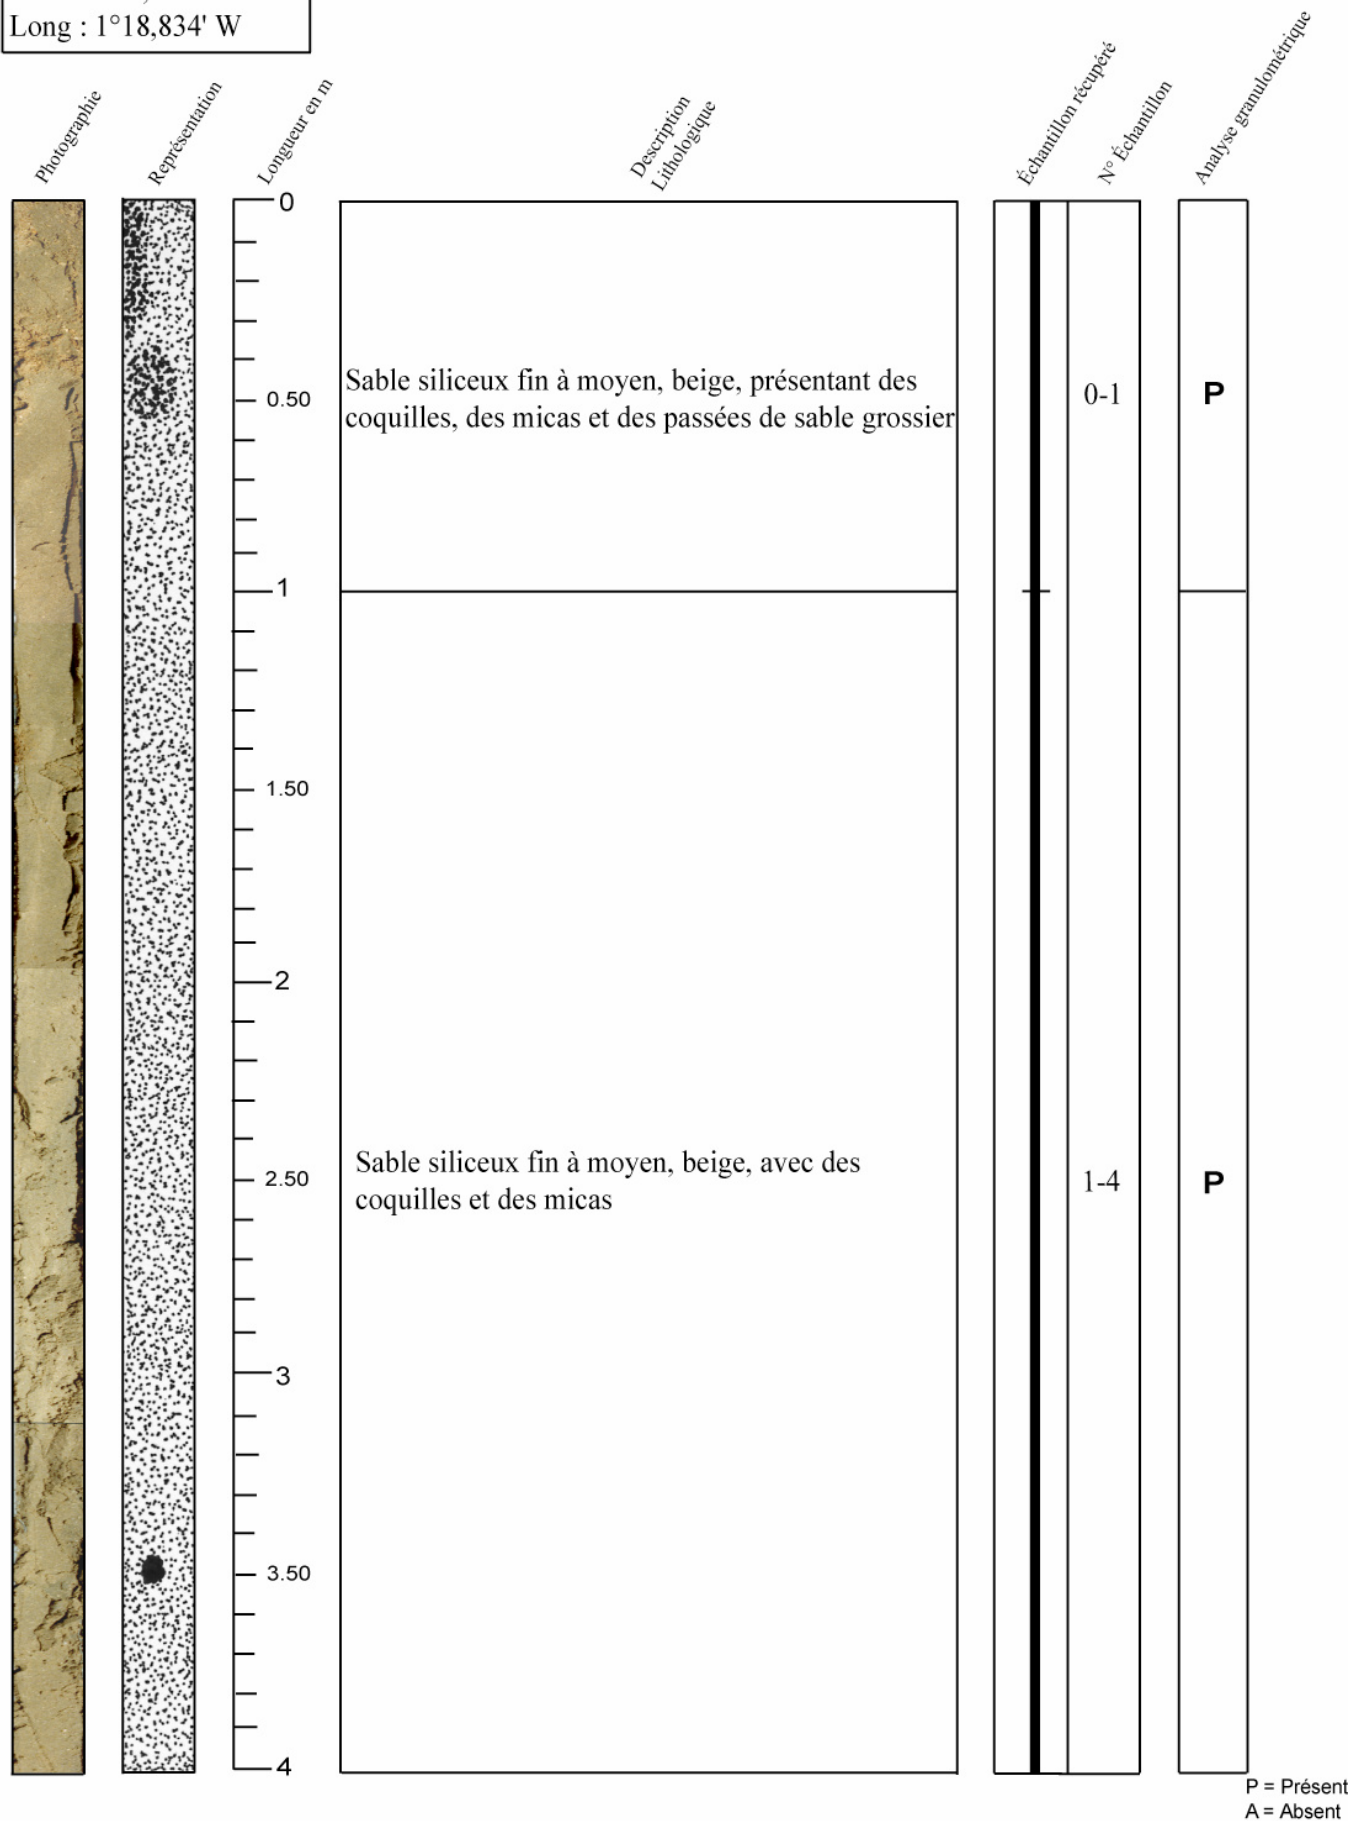 Long : 1°18,834' W
Photographie
Représentation
Longueur en m
Description
Lithologique
Échantillon récupéré
N° Échantillon
Analyse granulométrique
0
0.50
1
1.50
2
2.50
3
3.50
4
Sable siliceux fin à moyen, beige, présentant des
coquilles, des micas et des passées de sable grossier
0-1
P
Sable siliceux fin à moyen, beige, avec des
coquilles et des micas
1-4
P
P = Présent
A = Absent